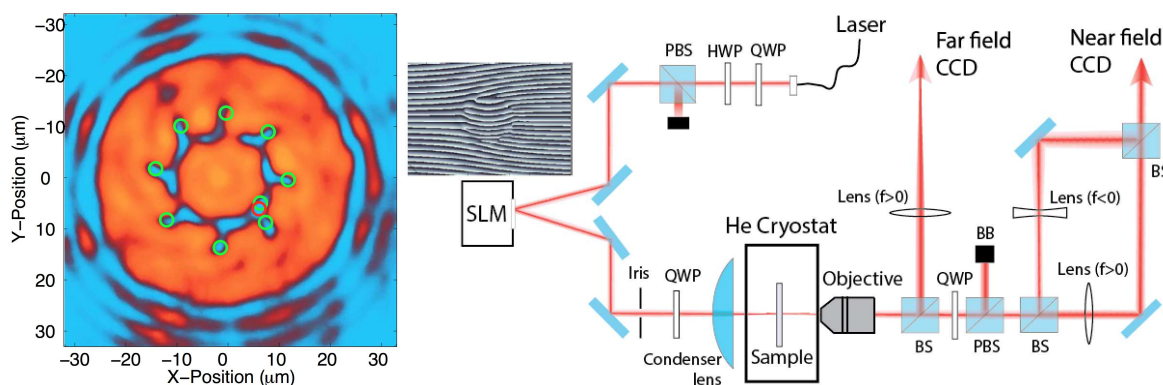 −30
−20
−10
0
10
20
30
Y-Position (μm)
−30 −20 −10 0 10 20 30
X-Position (μm)
Laser
PBS
HWP QWP
SLM
Far field
CCD
Near field
CCD
BS
Lens (f>0)
Lens (f<0)
He Cryostat
BB
Iris
QWP
Objective
QWP
Lens (f>0)
Condenser
lens
Sample
BS
PBS
BS